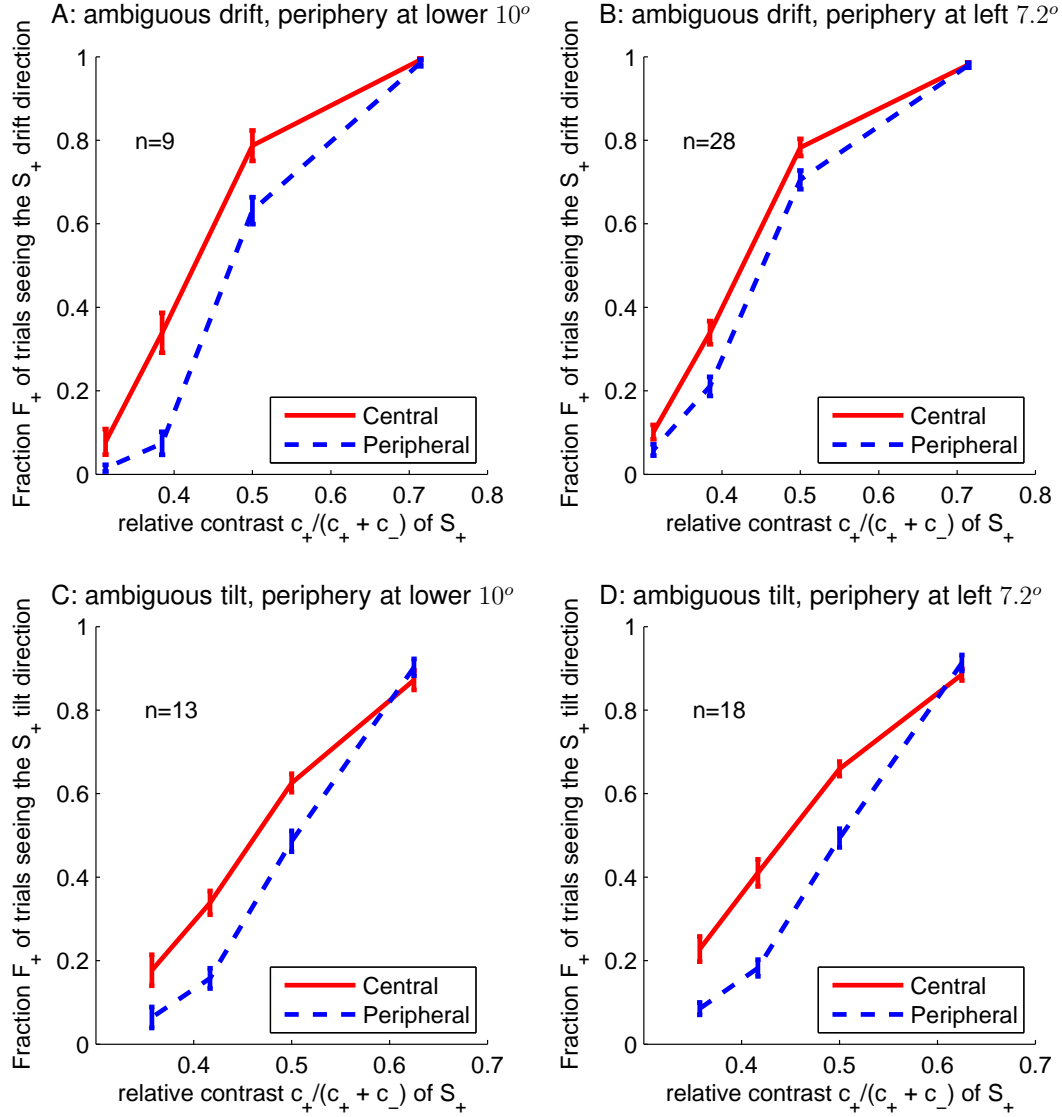 A: ambiguous drift, periphery at lower 10°
Fraction F₊ of trials seeing the S₊ drift direction
1
0.8
0.6
0.4
0.2
0
n=9
Central
Peripheral
0.4 0.5 0.6 0.7 0.8
relative contrast c₊/(c₊ + c₋) of S₊
B: ambiguous drift, periphery at left 7.2°
Fraction F₊ of trials seeing the S₊ drift direction
1
0.8
0.6
0.4
0.2
0
n=28
Central
Peripheral
0.4 0.5 0.6 0.7 0.8
relative contrast c₊/(c₊ + c₋) of S₊
C: ambiguous tilt, periphery at lower 10°
Fraction F₊ of trials seeing the S₊ tilt direction
1
0.8
0.6
0.4
0.2
0
n=13
Central
Peripheral
0.4 0.5 0.6 0.7
relative contrast c₊/(c₊ + c₋) of S₊
D: ambiguous tilt, periphery at left 7.2°
Fraction F₊ of trials seeing the S₊ tilt direction
1
0.8
0.6
0.4
0.2
0
n=18
Central
Peripheral
0.4 0.5 0.6 0.7
relative contrast c₊/(c₊ + c₋) of S₊